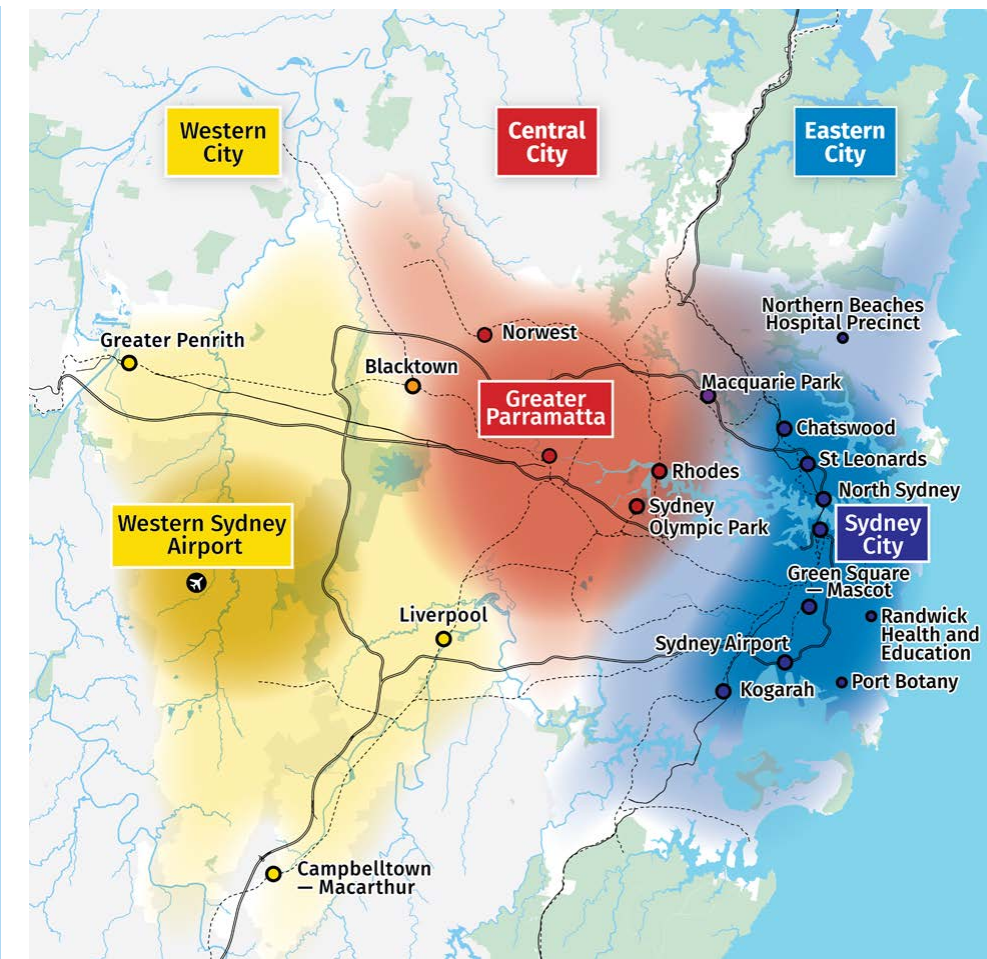 Western
City
Central
City
Eastern
City
Northern Beaches
Hospital Precinct
Greater Penrith
Norwest
Blacktown
Macquarie Park
Greater
Parramatta
Chatswood
St Leonards
Rhodes
North Sydney
Sydney
Olympic Park
Sydney
City
Western Sydney
Airport
Green Square
— Mascot
Liverpool
Randwick
Health and
Education
Sydney Airport
Port Botany
Kogarah
Campbelltown
— Macarthur